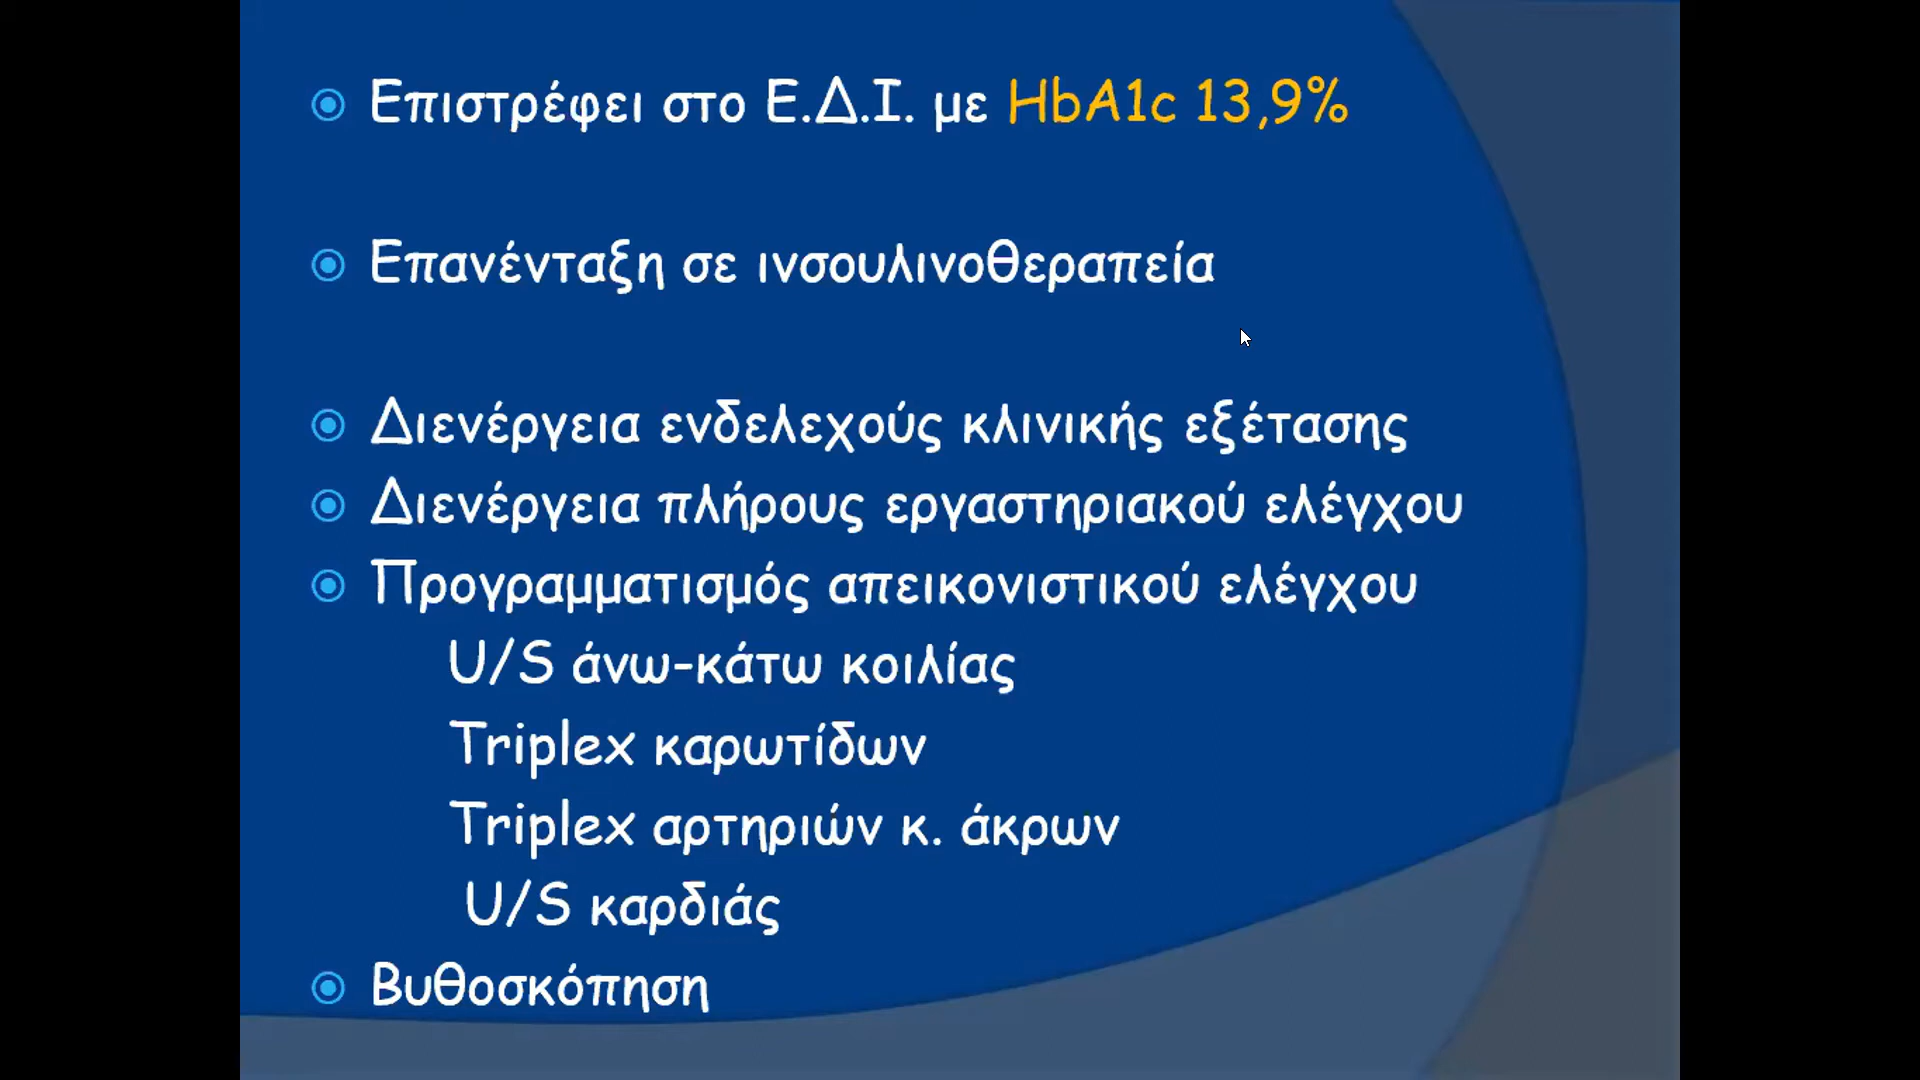 Επιστρέφει στο Ε.Δ.Ι. με HbA1c 13,9%
Επανένταξη σε ινσουλινοθεραπεία
Διενέργεια ενδελεχούς κλινικής εξέτασης
Διενέργεια πλήρους εργαστηριακού ελέγχου
Προγραμματισμός απεικονιστικού ελέγχου
U/S άνω-κάτω κοιλίας
Triplex καρωτίδων
Triplex αρτηριών κ. άκρων
U/S καρδιάς
Βυθοσκόπηση